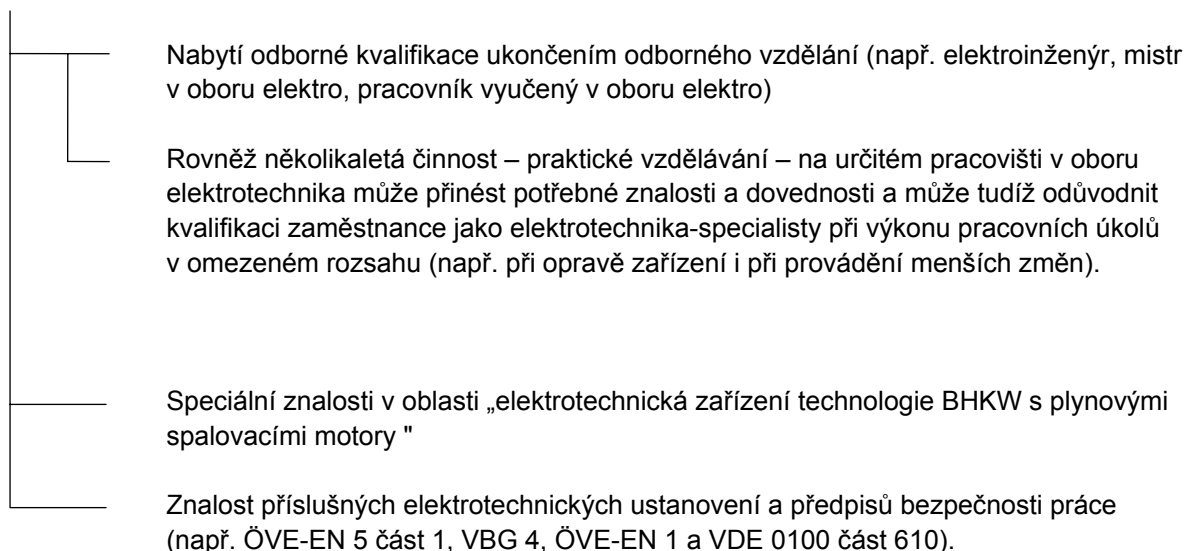 Nabytí odborné kvalifikace ukončením odborného vzdělání (např. elektroinženýr, mistr
v oboru elektro, pracovník vyučený v oboru elektro)
Rovněž několikaletá činnost – praktické vzdělávání – na určitém pracovišti v oboru
elektrotechnika může přinést potřebné znalosti a dovednosti a může tudíž odůvodnit
kvalifikaci zaměstnance jako elektrotechnika-specialisty při výkonu pracovních úkolů
v omezeném rozsahu (např. při opravě zařízení i při provádění menších změn).
Speciální znalosti v oblasti „elektrotechnická zařízení technologie BHKW s plynovými
spalovacími motory "
Znalost příslušných elektrotechnických ustanovení a předpisů bezpečnosti práce
(např. ÖVE-EN 5 část 1, VBG 4, ÖVE-EN 1 a VDE 0100 část 610).